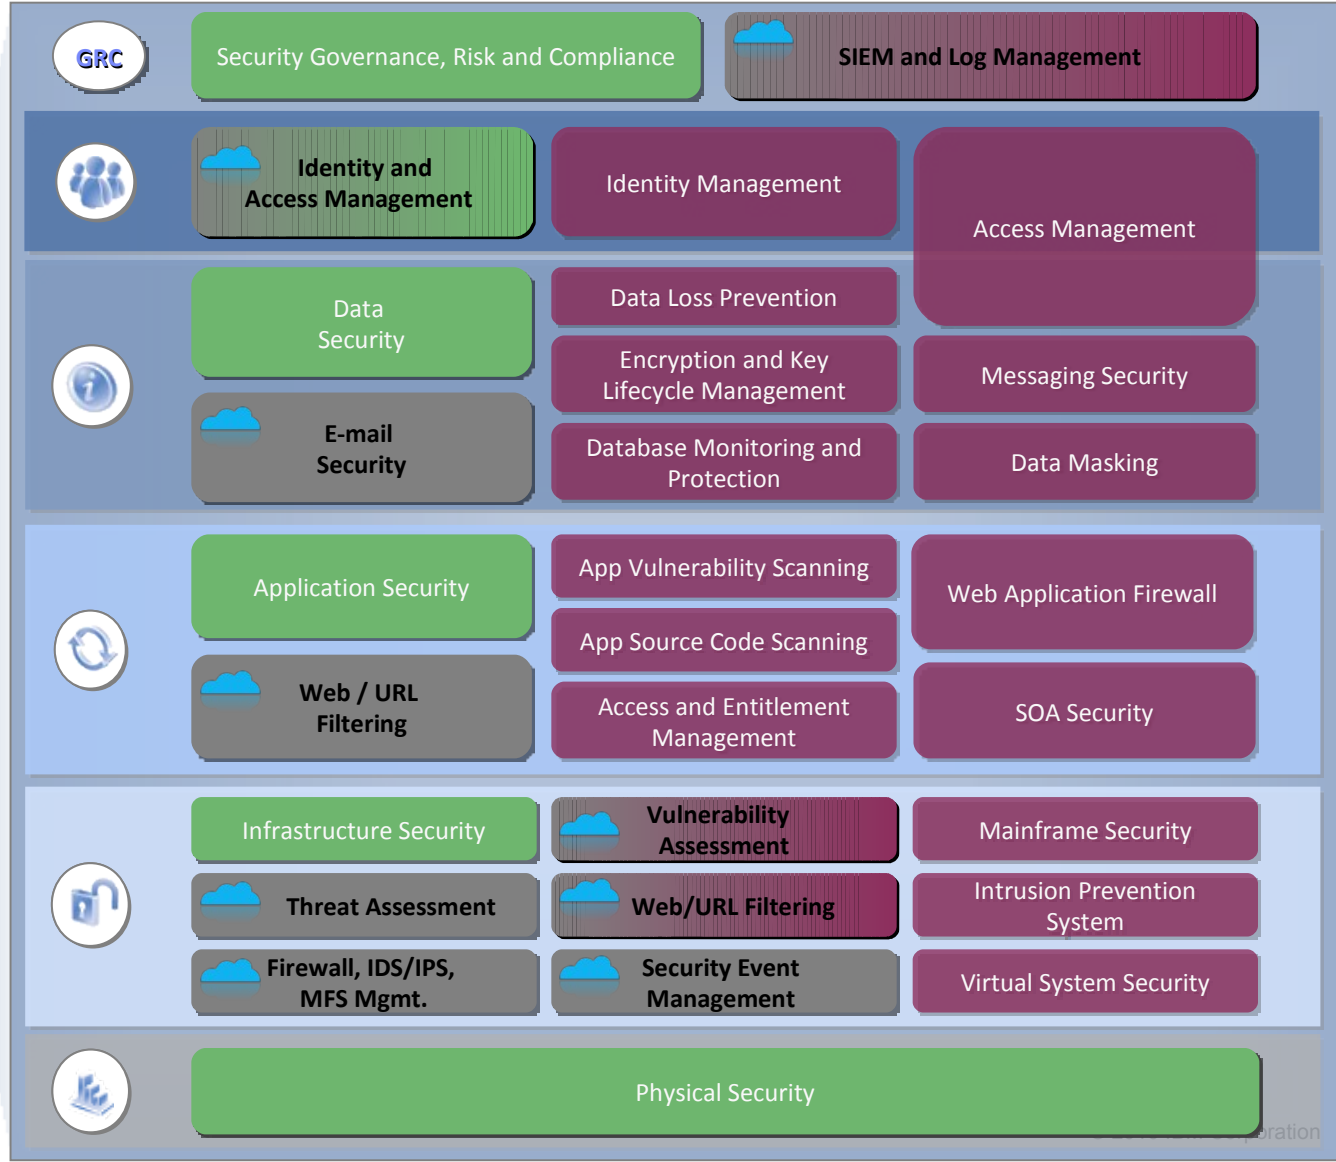 GRC
Security Governance, Risk and Compliance
SIEM and Log Management
Identity and
Access Management
Identity Management
Access Management
Data
Security
Data Loss Prevention
Encryption and Key
Lifecycle Management
Messaging Security
E-mail
Security
Database Monitoring and
Protection
Data Masking
Application Security
App Vulnerability Scanning
Web Application Firewall
App Source Code Scanning
Web / URL
Filtering
Access and Entitlement
Management
SOA Security
Infrastructure Security
Vulnerability
Assessment
Mainframe Security
Threat Assessment
Web/URL Filtering
Intrusion Prevention
System
Firewall, IDS/IPS,
MFS Mgmt.
Security Event
Management
Virtual System Security
Physical Security